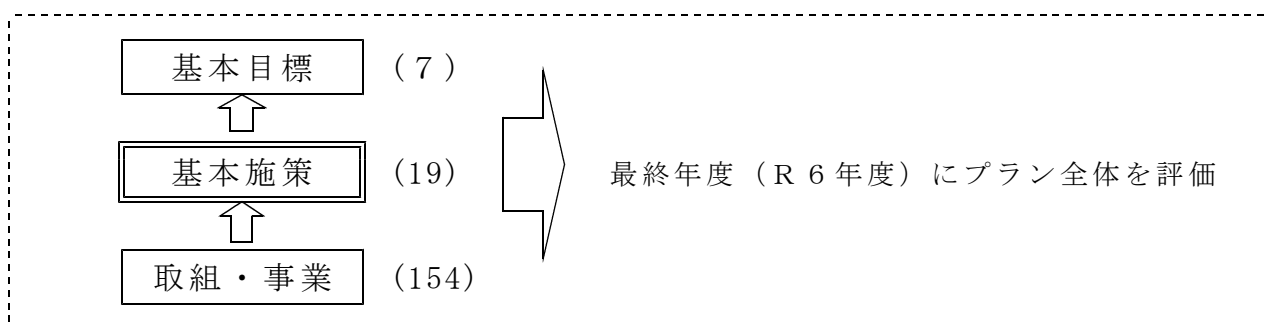 基本目標 (７)
基本施策 (19) 最終年度（Ｒ６年度）にプラン全体を評価
取組・事業 (154)